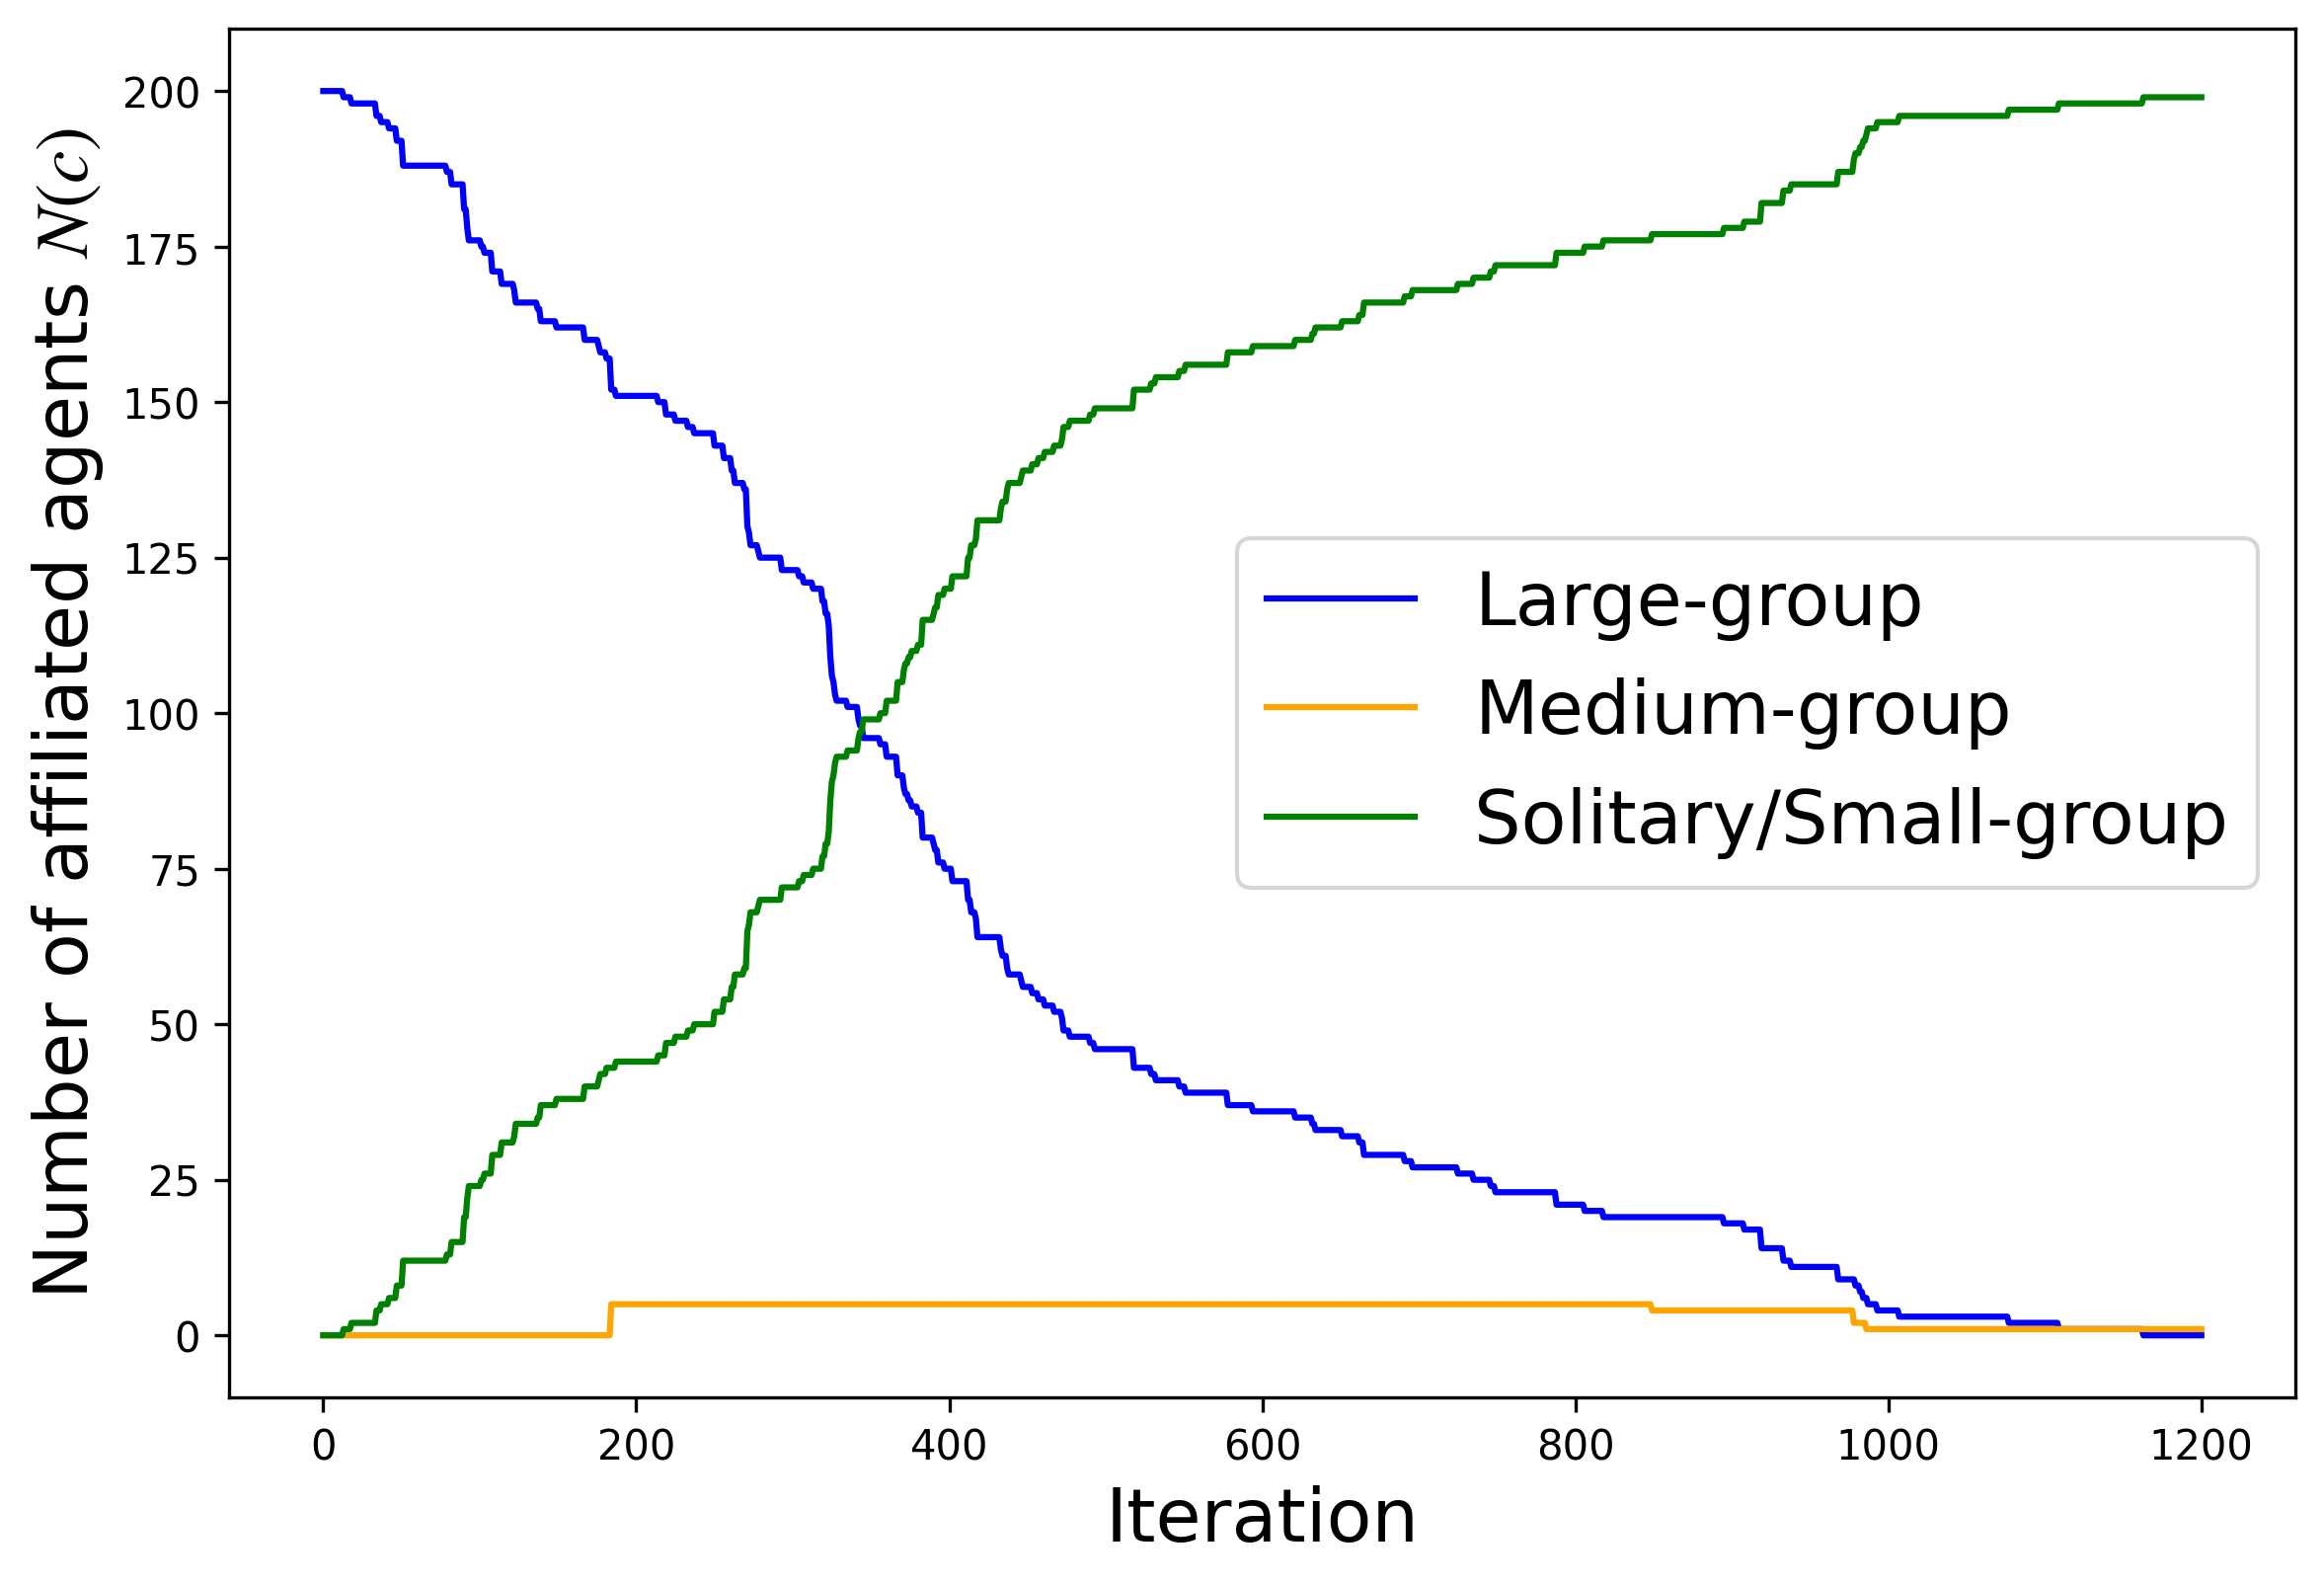 Number of affiliated agents N(c)
200
175
150
125
100
75
50
25
0
Large-group
Medium-group
Solitary/Small-group
0 200 400 600 800 1000 1200
Iteration